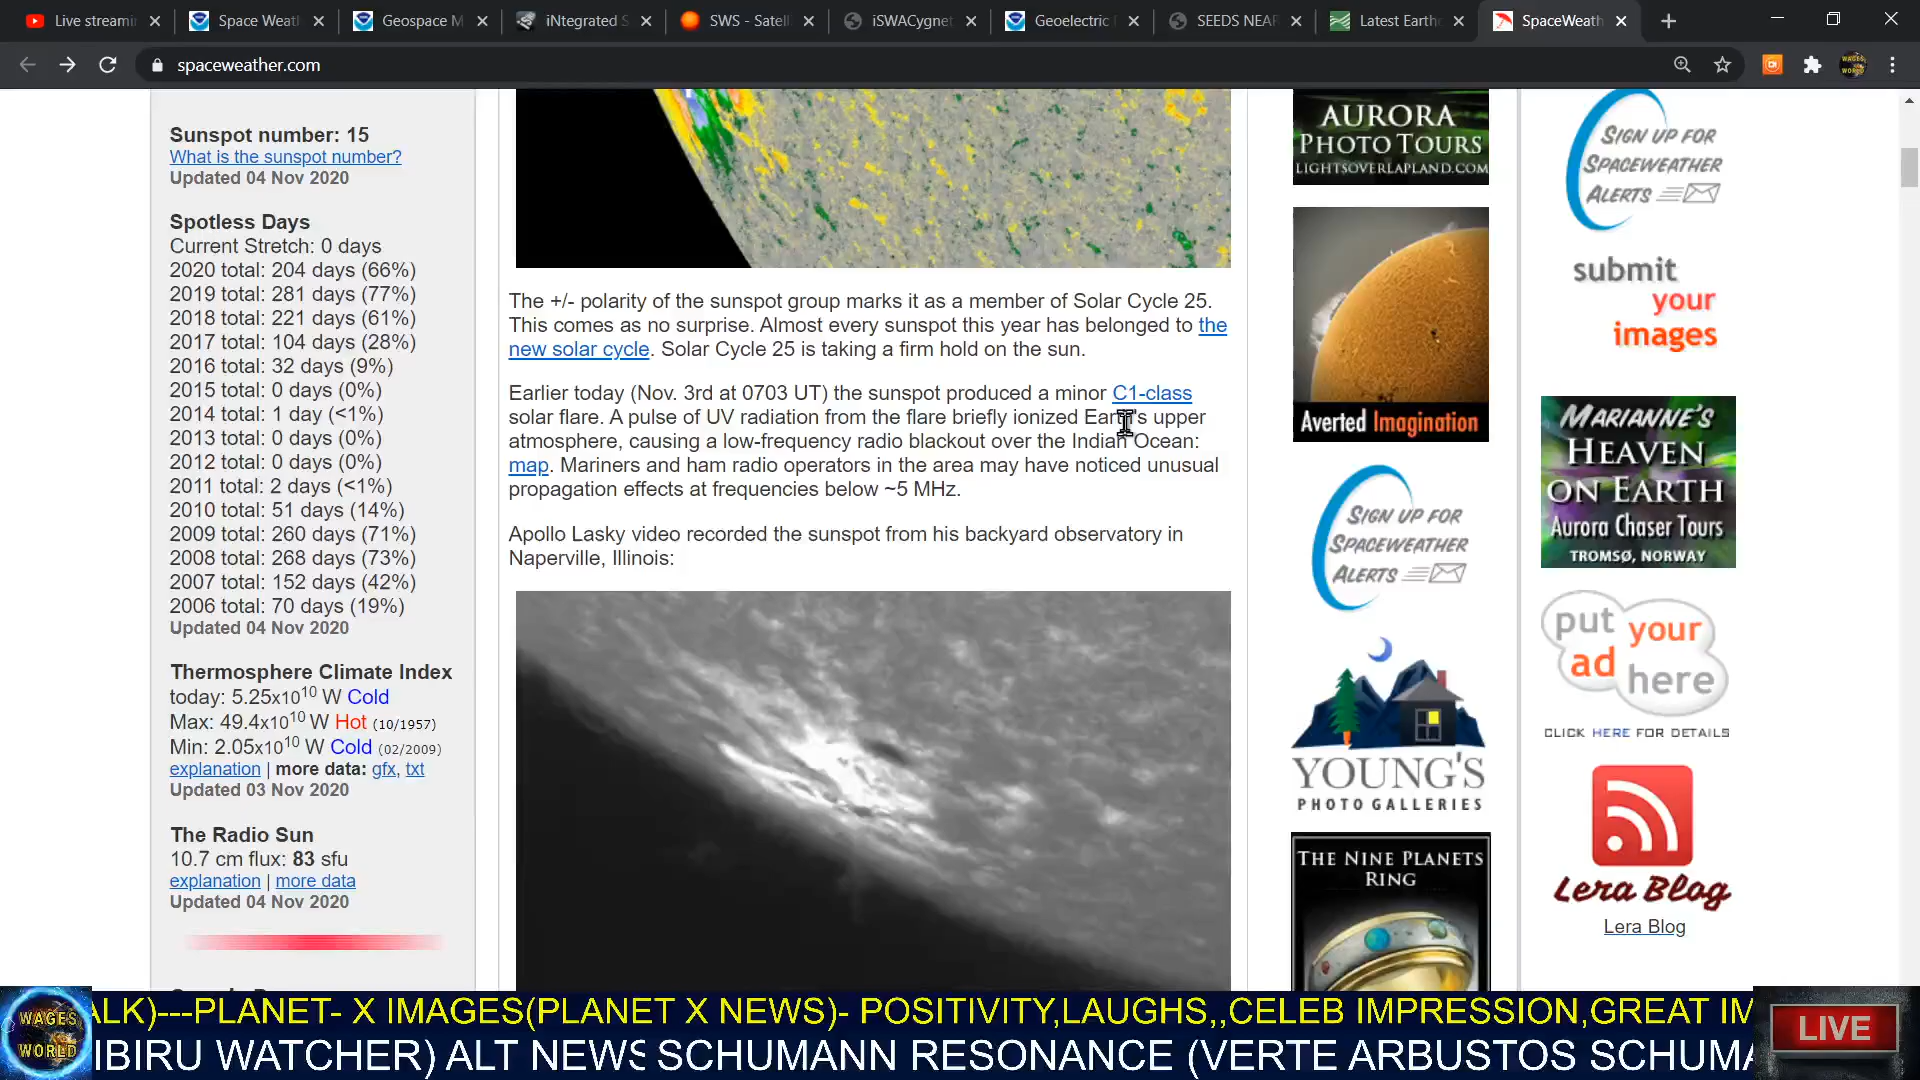 Live streami
Space Weatl
Geospace M
iNtegrated S
SWS - Satell
iSWACygnet
Geoelectric
SEEDS NEAR
Latest Earth
SpaceWeath
spaceweather.com
Sunspot number: 15
What is the sunspot number?
Updated 04 Nov 2020
Spotless Days
Current Stretch: 0 days
2020 total: 204 days (66%)
2019 total: 281 days (77%)
2018 total: 221 days (61%)
2017 total: 104 days (28%)
2016 total: 32 days (9%)
2015 total: 0 days (0%)
2014 total: 1 day (<1%)
2013 total: 0 days (0%)
2012 total: 0 days (0%)
2011 total: 2 days (<1%)
2010 total: 51 days (14%)
2009 total: 260 days (71%)
2008 total: 268 days (73%)
2007 total: 152 days (42%)
2006 total: 70 days (19%)
Updated 04 Nov 2020
Thermosphere Climate Index
today: 5.25x10¹⁰ W Cold
Max: 49.4x10¹⁰ W Hot (10/1957)
Min: 2.05x10¹⁰ W Cold (02/2009)
explanation | more data: gfx, txt
Updated 03 Nov 2020
The Radio Sun
10.7 cm flux: 83 sfu
explanation | more data
Updated 04 Nov 2020
The +/- polarity of the sunspot group marks it as a member of Solar Cycle 25.
This comes as no surprise. Almost every sunspot this year has belonged to the
new solar cycle. Solar Cycle 25 is taking a firm hold on the sun.
Earlier today (Nov. 3rd at 0703 UT) the sunspot produced a minor C1-class
solar flare. A pulse of UV radiation from the flare briefly ionized Earth's upper
atmosphere, causing a low-frequency radio blackout over the Indian Ocean:
map. Mariners and ham radio operators in the area may have noticed unusual
propagation effects at frequencies below ~5 MHz.
Apollo Lasky video recorded the sunspot from his backyard observatory in
Naperville, Illinois:
AURORA
PHOTO TOURS
LIGHTSOVERLAPLAND.COM
Averted Imagination
SIGN UP FOR
SPACEWEATHER
ALERTS
YOUNG'S
PHOTO GALLERIES
THE NINE PLANETS
RING
SIGN UP FOR
SPACEWEATHER
ALERTS
submit
your
images
MARIANNE'S
HEAVEN
ON EARTH
Aurora Chaser Tours
TROMSØ, NORWAY
put your
ad here
CLICK HERE FOR DETAILS
Lera Blog
Lera Blog
WAGES
WORLD
ALK)---PLANET- X IMAGES(PLANET X NEWS)- POSITIVITY,LAUGHS,,CELEB IMPRESSION,GREAT IM
IBIRU WATCHER) ALT NEWS SCHUMANN RESONANCE (VERTE ARBUSTOS SCHUMA
LIVE